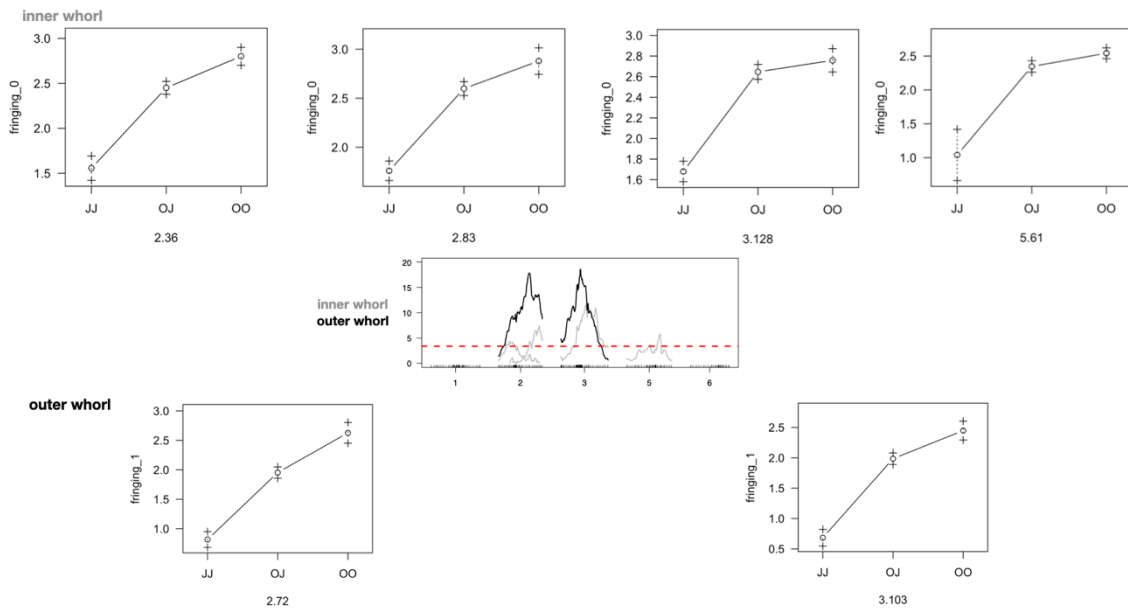 inner whorl
3.0
2.5
2.0
1.5
fringing_0
JJ OJ OO
2.36
3.0
2.5
2.0
fringing_0
JJ OJ OO
2.83
3.0
2.8
2.6
2.4
2.2
2.0
1.8
1.6
fringing_0
JJ OJ OO
3.128
2.5
2.0
1.5
1.0
fringing_0
JJ OJ OO
5.61
inner whorl
outer whorl
20
15
10
5
0
1 2 3 5 6
outer whorl
3.0
2.5
2.0
1.5
1.0
fringing_1
JJ OJ OO
2.72
2.5
2.0
1.5
1.0
0.5
fringing_1
JJ OJ OO
3.103